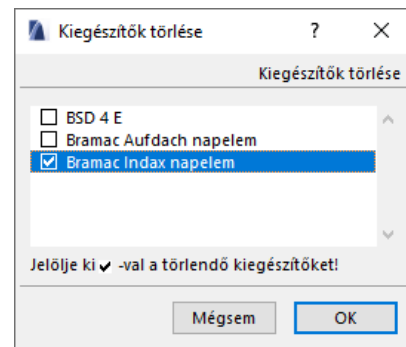 Kiegészítők törlése
?
Kiegészítők törlése
BSD 4 E
Bramac Aufdach napelem
Bramac Indax napelem
Jelölje ki ✔ -val a törlendő kiegészítőket!
Mégsem
OK